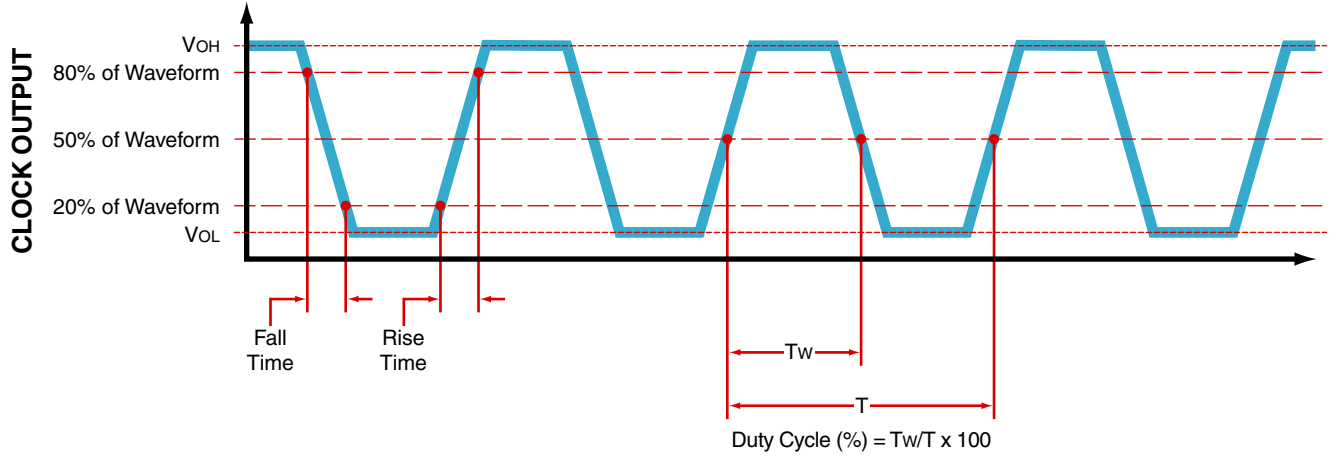 CLOCK OUTPUT
VOH
80% of Waveform
50% of Waveform
20% of Waveform
VOL
Fall
Time
Rise
Time
TW
T
Duty Cycle (%) = TW/T x 100